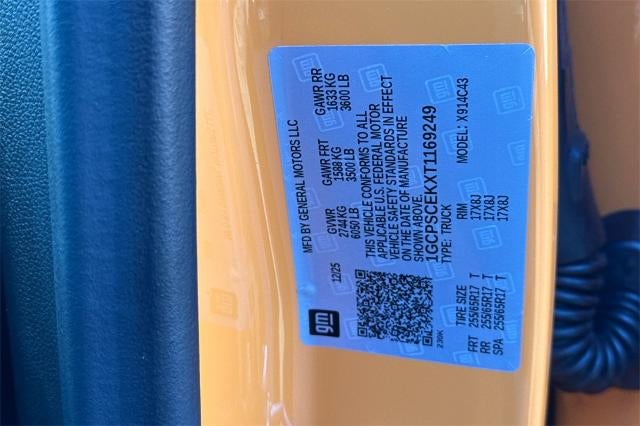 gm
MFD BY GENERAL MOTORS LLC
12/25
GVWR
2744 KG
6050 LB
GAWR FRT
1588 KG
3500 LB
GAWR RR
1633 KG
3600 LB
THIS VEHICLE CONFORMS TO ALL
APPLICABLE U.S. FEDERAL MOTOR
VEHICLE SAFETY STANDARDS IN EFFECT
ON THE DATE OF MANUFACTURE
SHOWN ABOVE.
1GCPSCEKXT1169249
TYPE: TRUCK
MODEL: X914C43
230K
TIRE SIZE RIM
FRT 255/65R17 T 17X8J
RR 255/65R17 T 17X8J
SPA 255/65R17 T 17X8J